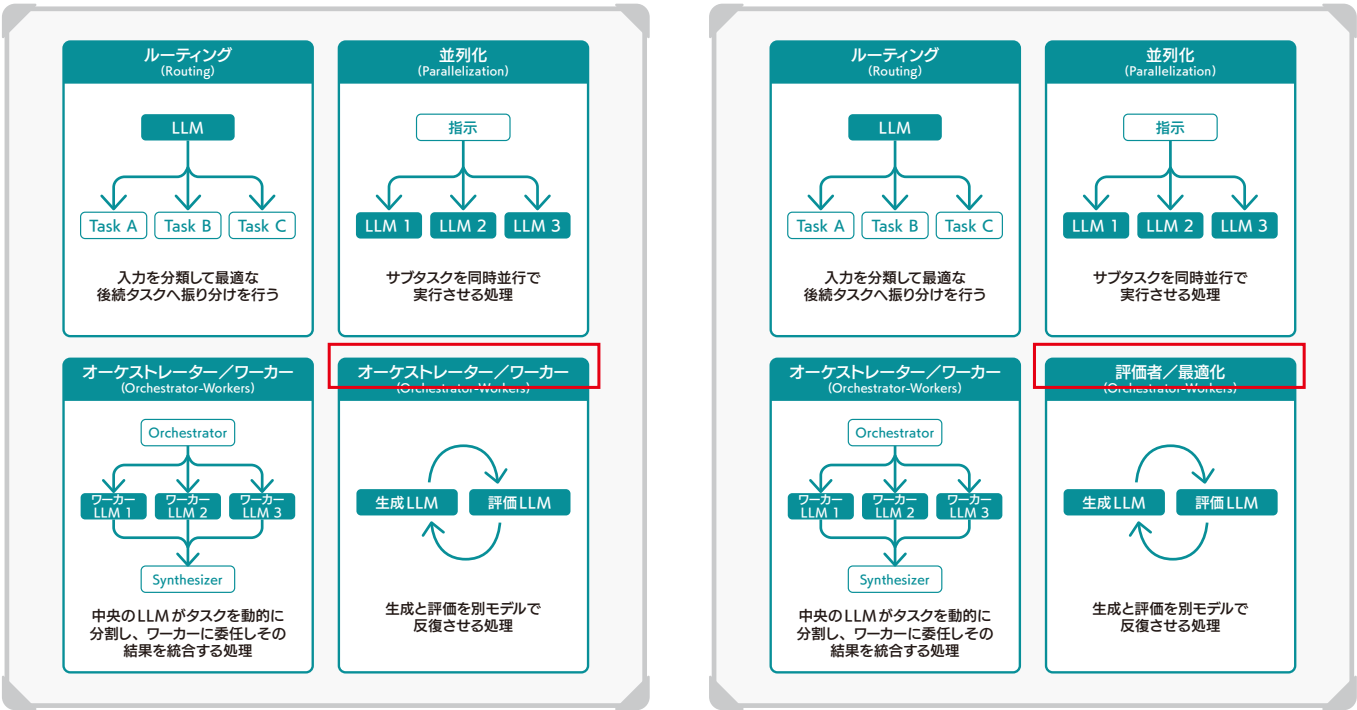 ルーティング
(Routing)
LLM
Task A
Task B
Task C
入力を分類して最適な
後続タスクへ振り分けを行う
並列化
(Parallelization)
指示
LLM 1
LLM 2
LLM 3
サブタスクを同時並行で
実行させる処理
オーケストレーター／ワーカー
(Orchestrator-Workers)
Orchestrator
ワーカー
LLM 1
ワーカー
LLM 2
ワーカー
LLM 3
Synthesizer
中央のLLMがタスクを動的に
分割し、ワーカーに委任しその
結果を統合する処理
オーケストレーター／ワーカー
(Orchestrator-Workers)
生成LLM
評価LLM
生成と評価を別モデルで
反復させる処理
ルーティング
(Routing)
LLM
Task A
Task B
Task C
入力を分類して最適な
後続タスクへ振り分けを行う
並列化
(Parallelization)
指示
LLM 1
LLM 2
LLM 3
サブタスクを同時並行で
実行させる処理
オーケストレーター／ワーカー
(Orchestrator-Workers)
Orchestrator
ワーカー
LLM 1
ワーカー
LLM 2
ワーカー
LLM 3
Synthesizer
中央のLLMがタスクを動的に
分割し、ワーカーに委任しその
結果を統合する処理
評価者／最適化
(Orchestrator-Workers)
生成LLM
評価LLM
生成と評価を別モデルで
反復させる処理